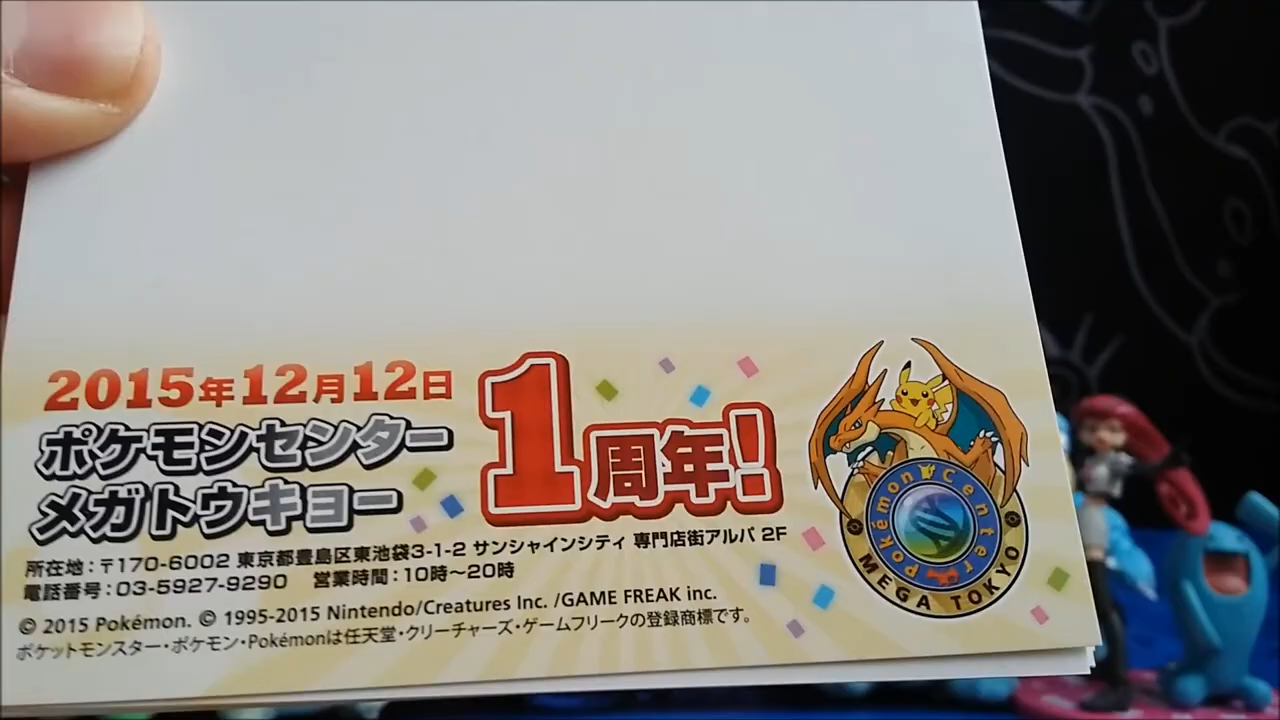 2015年12月12日
ポケモンセンター
メガトウキョー
1周年!
所在地:〒170-6002 東京都豊島区東池袋3-1-2 サンシャインシティ 専門店街アルパ 2F
電話番号:03-5927-9290 営業時間:10時〜20時
© 2015 Pokémon. © 1995-2015 Nintendo/Creatures Inc. /GAME FREAK inc.
ポケットモンスター・ポケモン・Pokémonは任天堂・クリーチャーズ・ゲームフリークの登録商標です。
Pokémon Center
MEGA TOKYO